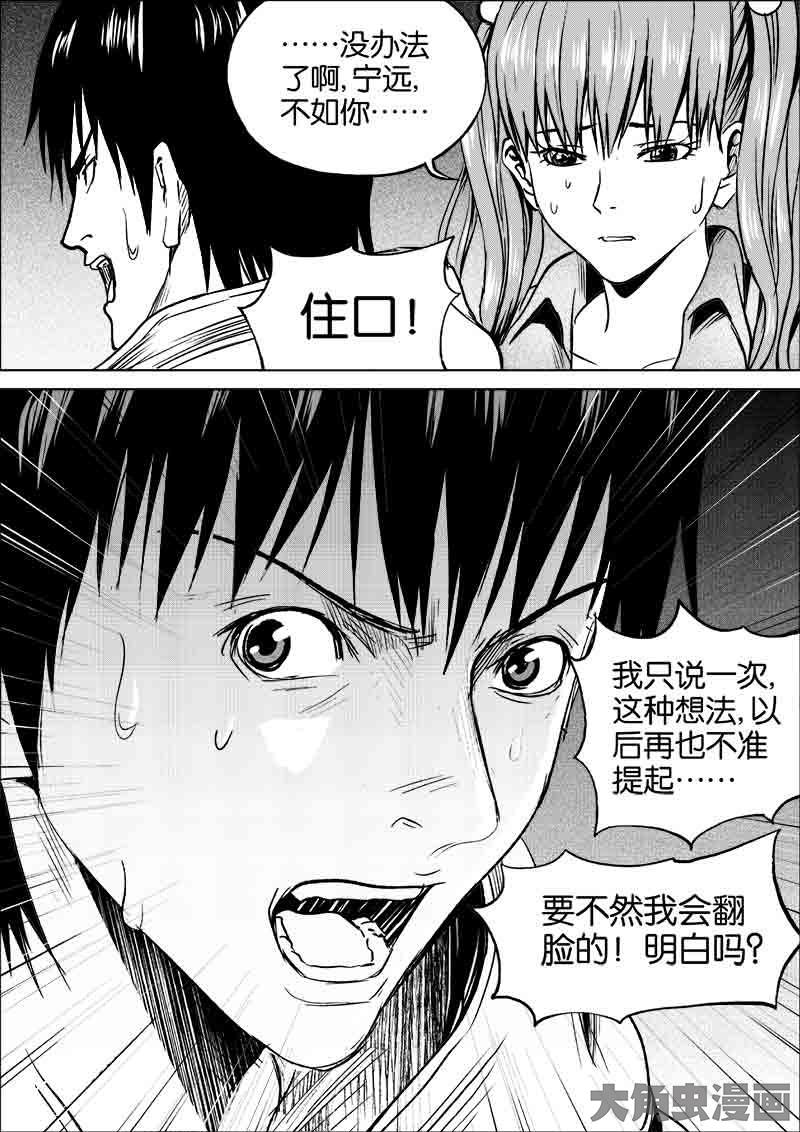 ……没办法
了啊,宁远,
不如你……
住口!
我只说一次,
这种想法,以
后再也不准
提起……
要不然我会翻
脸的!明白吗?
大角虫漫画